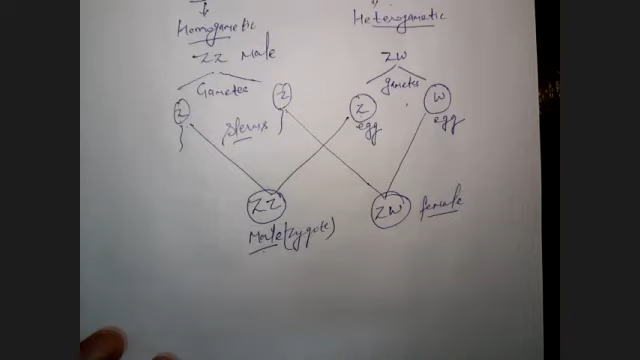 Homogametic
Heterogametic
ZZ Male
ZW
Gametes
gametes
Z
Z
Z
W
sperms
egg
egg
ZZ
ZW
female
Male (zygote)